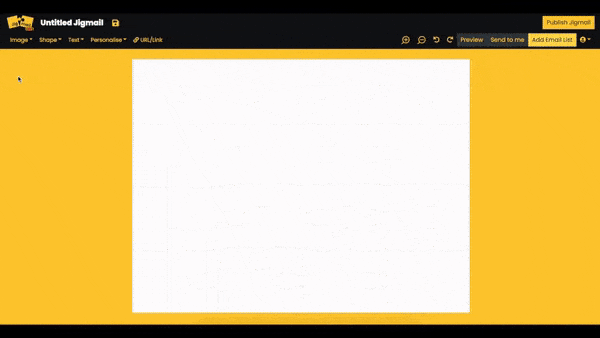 Untitled Jigmail
Publish Jigmail
Image Shape Text Personalise URL/Link
Preview Send to me Add Email List